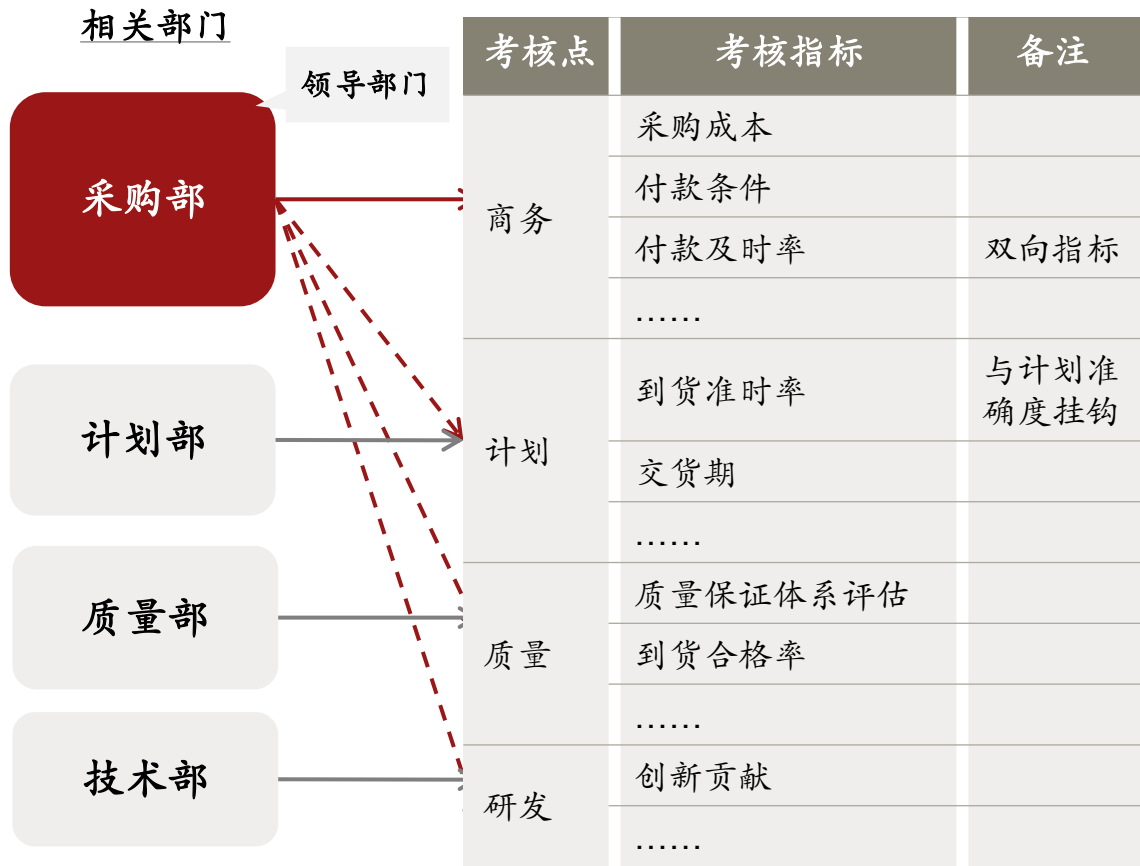 相关部门
领导部门
采购部
计划部
质量部
技术部
考核点 考核指标 备注
商务
采购成本
付款条件
付款及时率 双向指标
......
计划
到货准时率
与计划准
确度挂钩
交货期
......
质量
质量保证体系评估
到货合格率
......
研发
创新贡献
......